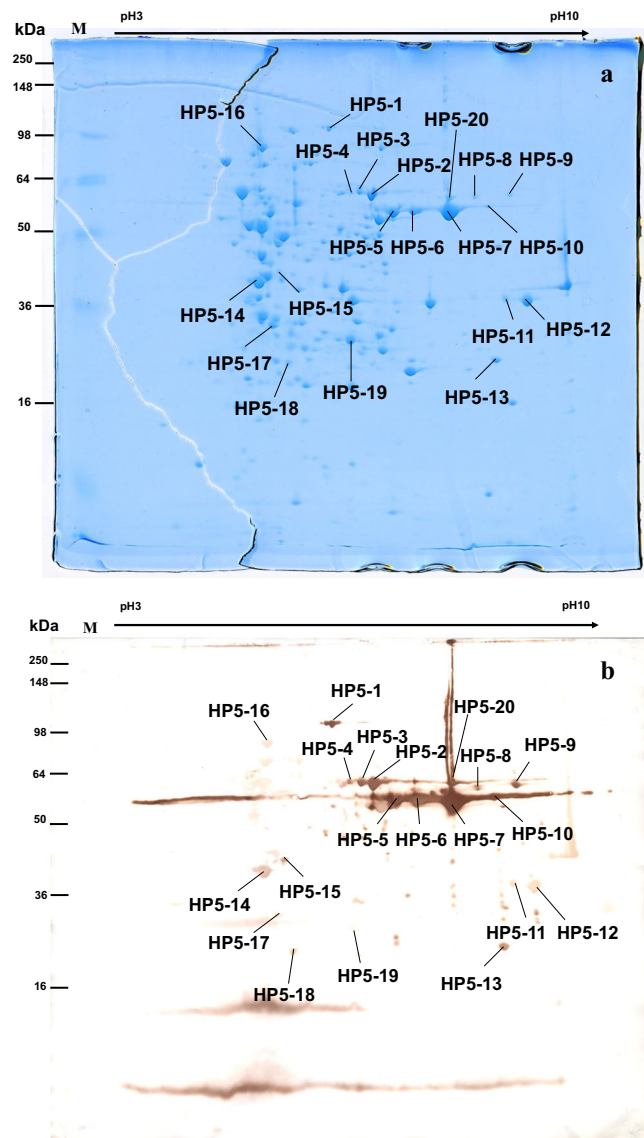 pH3 pH10
kDa M
a
250
148
HP5-1
HP5-16
HP5-20
98
HP5-3
HP5-4 HP5-8 HP5-9
HP5-2
64
50
HP5-5 HP5-6 HP5-7 HP5-10
36
HP5-14 HP5-15
HP5-11 HP5-12
HP5-17
HP5-18 HP5-19 HP5-13
16
pH3 pH10
kDa M
b
250
148
HP5-1
HP5-16 HP5-20
98
HP5-3
HP5-4 HP5-2 HP5-8 HP5-9
64
50
HP5-5 HP5-6 HP5-7 HP5-10
36
HP5-14 HP5-15
HP5-11 HP5-12
HP5-17
HP5-19
HP5-18 HP5-13
16